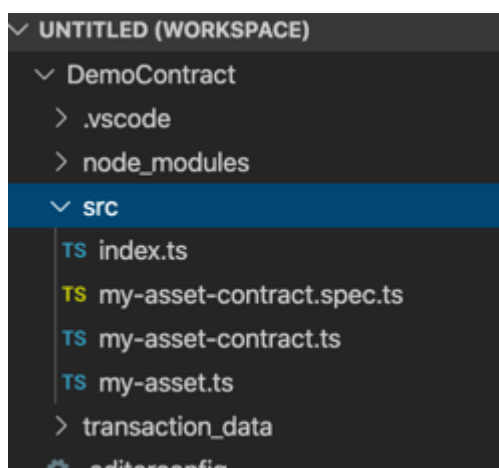 UNTITLED (WORKSPACE)
DemoContract
.vscode
node_modules
src
TS index.ts
TS my-asset-contract.spec.ts
TS my-asset-contract.ts
TS my-asset.ts
transaction_data
.editorconfig